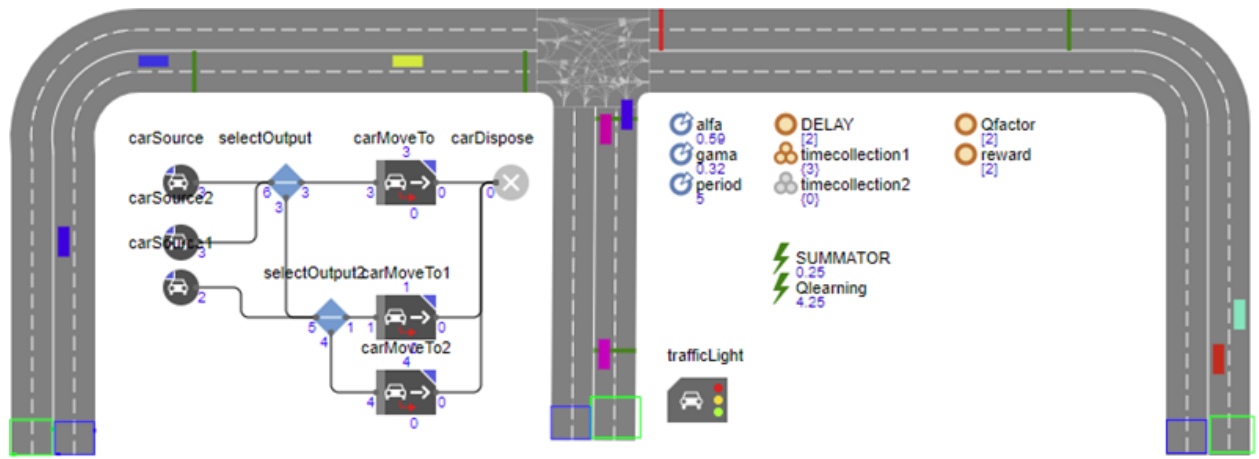 carSource
selectOutput
carMoveTo
carDispose
3
3
6
3
3
0
0
3
0
carSource2
3
carSource1
2
selectOutput2
carMoveTo1
1
5
1
1
0
4
0
carMoveTo2
4
4
0
0
alfa
0.59
gama
0.32
period
5
DELAY
[2]
timecollection1
{3}
timecollection2
{0}
Qfactor
[2]
reward
[2]
SUMMATOR
0.25
Qlearning
4.25
trafficLight